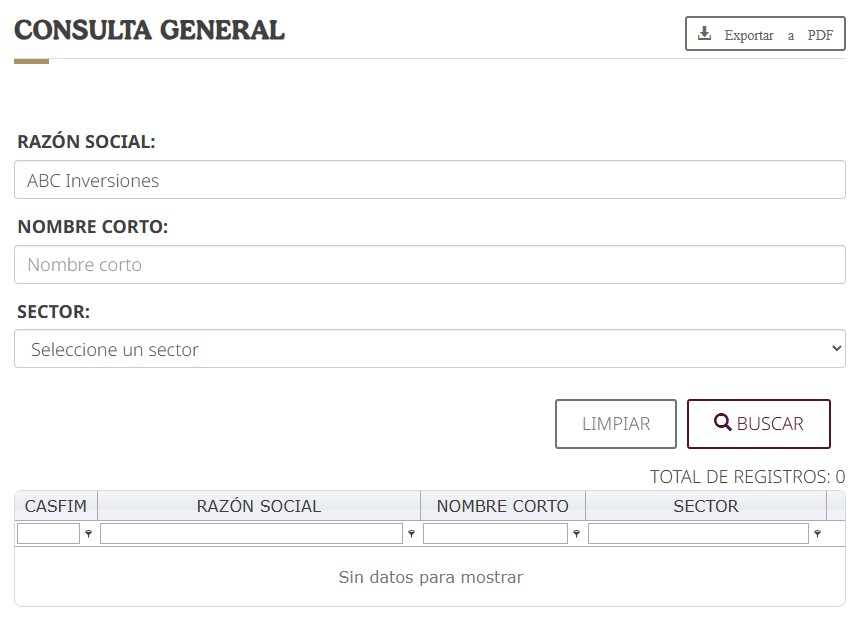 CONSULTA GENERAL
Exportar a PDF
RAZÓN SOCIAL:
ABC Inversiones
NOMBRE CORTO:
Nombre corto
SECTOR:
Seleccione un sector
LIMPIAR BUSCAR
TOTAL DE REGISTROS: 0
CASFIM RAZÓN SOCIAL NOMBRE CORTO SECTOR
Sin datos para mostrar